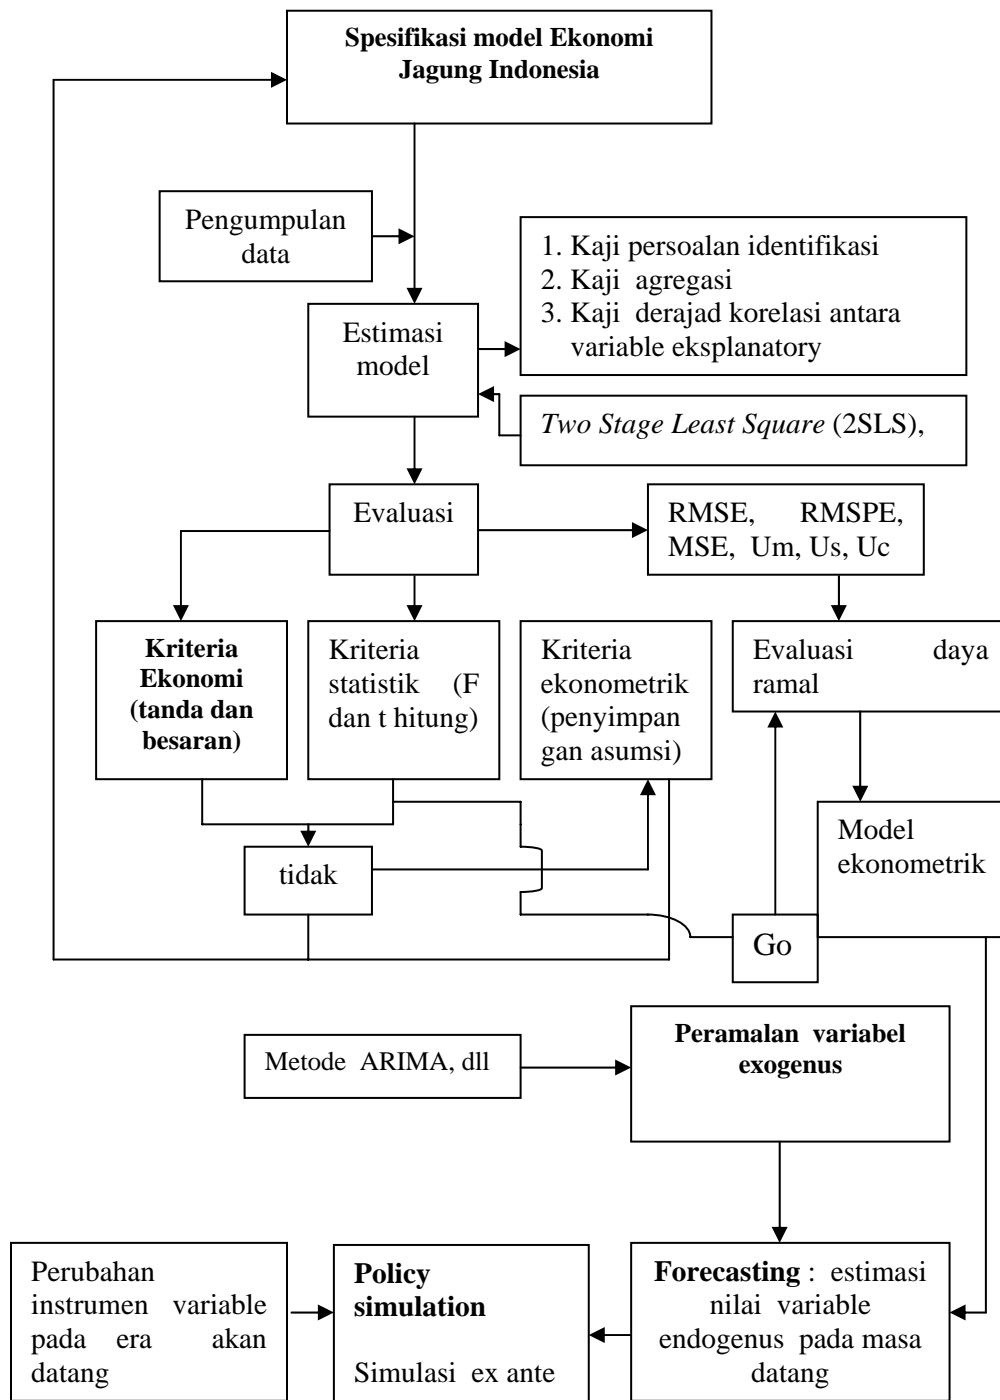 Spesifikasi model Ekonomi
Jagung Indonesia
Pengumpulan
data
1. Kaji persoalan identifikasi
2. Kaji agregasi
3. Kaji derajad korelasi antara
variable eksplanatory
Estimasi
model
Two Stage Least Square (2SLS),
Evaluasi
RMSE, RMSPE,
MSE, Um, Us, Uc
Kriteria
Ekonomi
(tanda dan
besaran)
Kriteria
statistik (F
dan t hitung)
Kriteria
ekonometrik
(penyimpan
gan asumsi)
Evaluasi daya
ramal
Model
ekonometrik
tidak
Go
Metode ARIMA, dll
Peramalan variabel
exogenus
Perubahan
instrumen variable
pada era akan
datang
Policy
simulation
Simulasi ex ante
Forecasting : estimasi
nilai variable
endogenus pada masa
datang